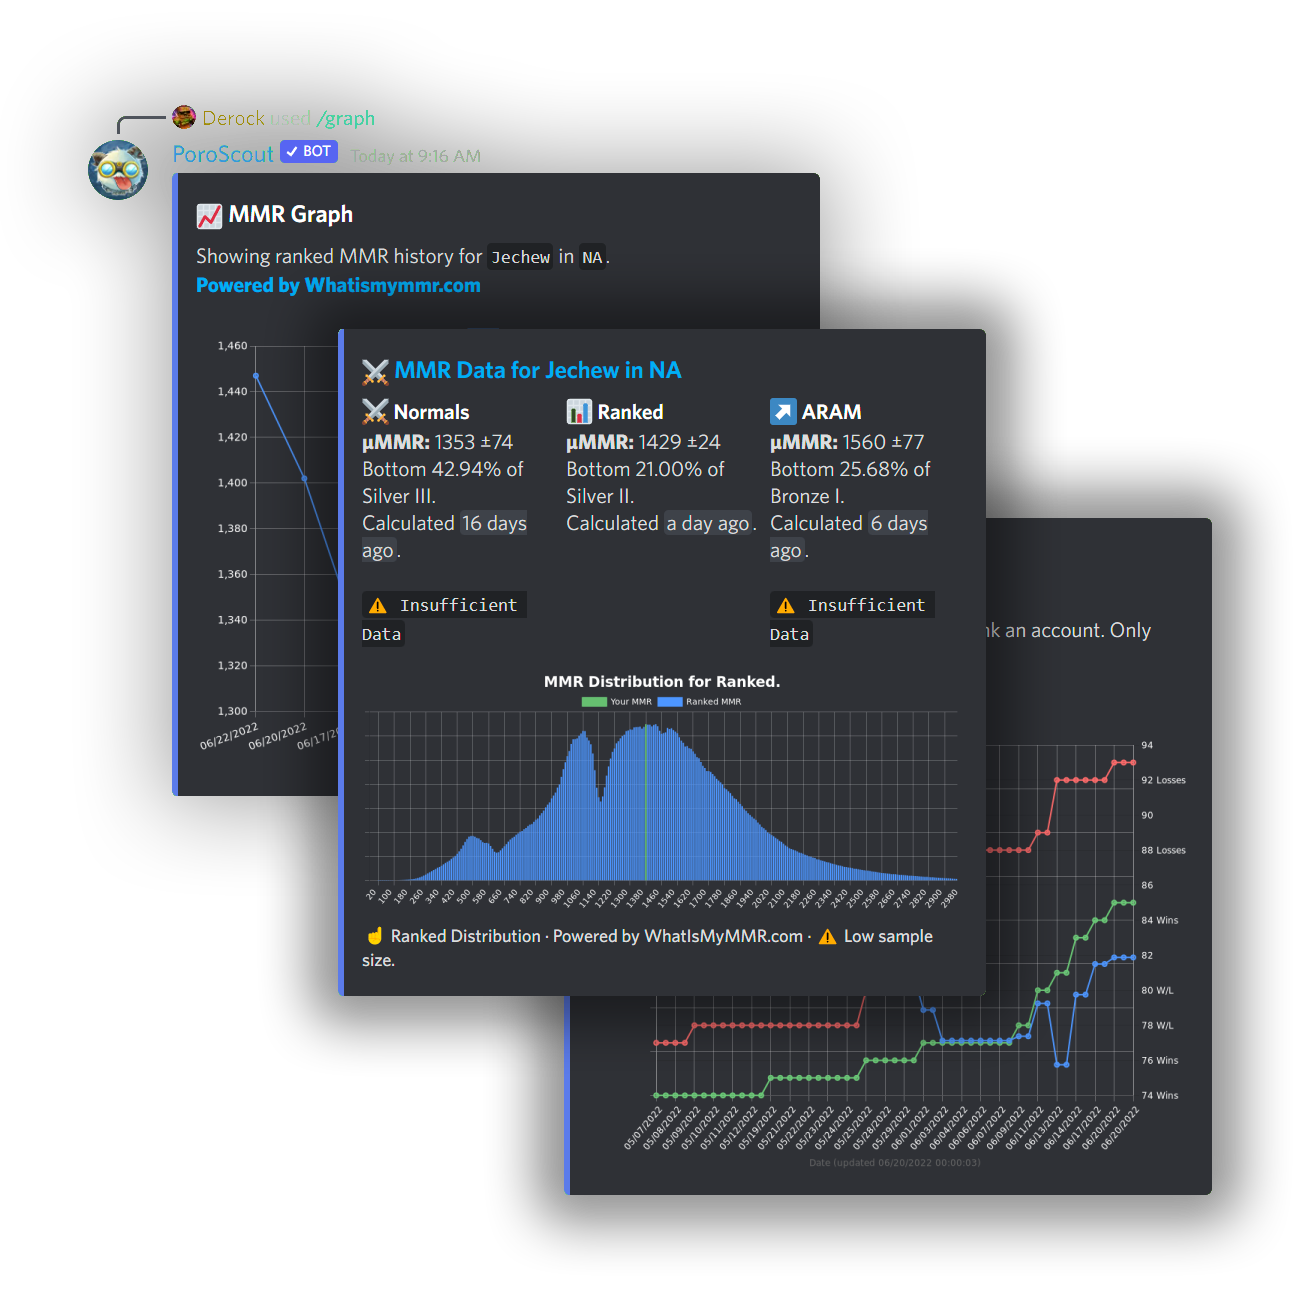 Derock used /graph
PoroScout ✓ BOT Today at 9:16 AM
MMR Graph
Showing ranked MMR history for Jechew in NA.
Powered by Whatismymmr.com
1,460
1,440
1,420
1,400
1,380
1,360
1,340
1,320
1,300
06/22/2022
06/20/2022
MMR Data for Jechew in NA
Normals
μMMR: 1353 ±74
Bottom 42.94% of
Silver III.
Calculated 16 days
ago.
⚠ Insufficient
Data
Ranked
μMMR: 1429 ±24
Bottom 21.00% of
Silver II.
Calculated a day ago.
ARAM
μMMR: 1560 ±77
Bottom 25.68% of
Bronze I.
Calculated 6 days
ago.
⚠ Insufficient
Data
MMR Distribution for Ranked.
Your MMR Ranked MMR
20 100 180 260 340 420 500 580 660 740 820 900 980 1060 1140 1220 1300 1380 1460 1540 1620 1700 1780 1860 1940 2020 2100 2180 2260 2340 2420 2500 2580 2660 2740 2820 2900 2980
☝ Ranked Distribution · Powered by WhatIsMyMMR.com · ⚠ Low sample
size.
an account. Only
94
92 Losses
90
88 Losses
86
84 Wins
82
80 W/L
78 W/L
76 Wins
74 Wins
05/07/2022 05/08/2022 05/09/2022 05/10/2022 05/11/2022 05/12/2022 05/19/2022 05/21/2022 05/22/2022 05/23/2022 05/24/2022 05/25/2022 05/28/2022 05/29/2022 06/01/2022 06/03/2022 06/04/2022 06/06/2022 06/07/2022 06/09/2022 06/11/2022 06/13/2022 06/14/2022 06/17/2022 06/20/2022 06/20/2022
Date (updated 06/20/2022 00:00:03)